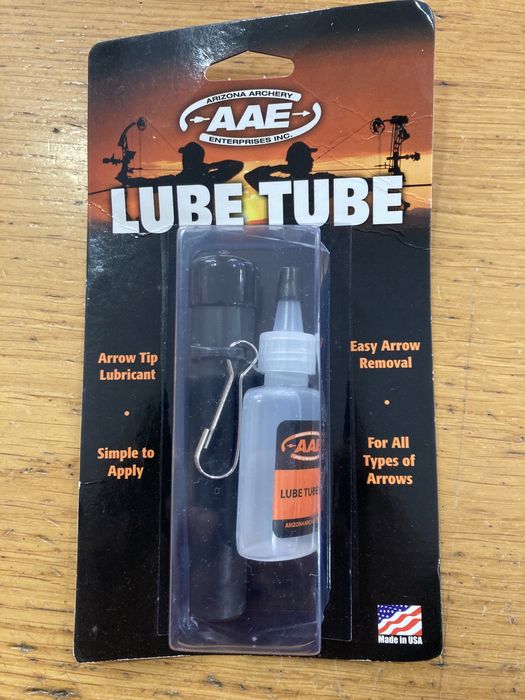 ARIZONA ARCHERY
AAE
ENTERPRISES INC.
LUBE TUBE
Arrow Tip
Lubricant
•
Simple to
Apply
Easy Arrow
Removal
•
For All
Types of
Arrows
AAE
LUBE TUBE
Made in USA